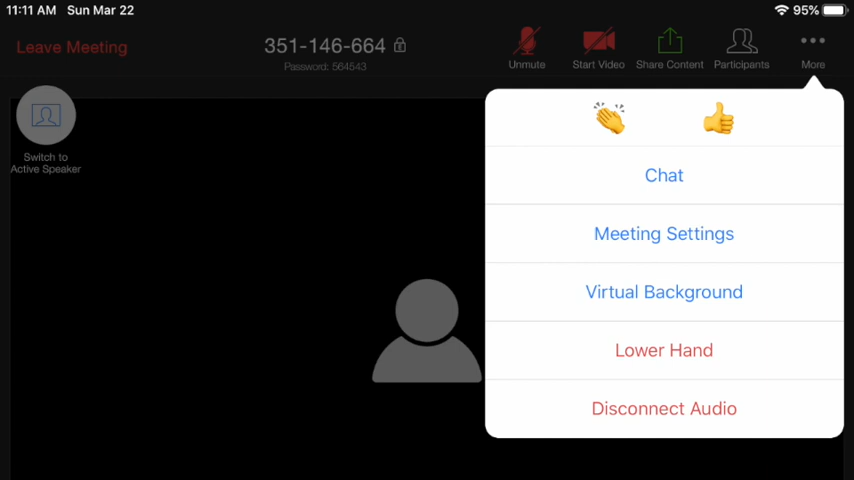 11:11 AM Sun Mar 22
95%
Leave Meeting
351-146-664
Password: 564543
Unmute
Start Video
Share Content
Participants
More
Switch to
Active Speaker
Chat
Meeting Settings
Virtual Background
Lower Hand
Disconnect Audio